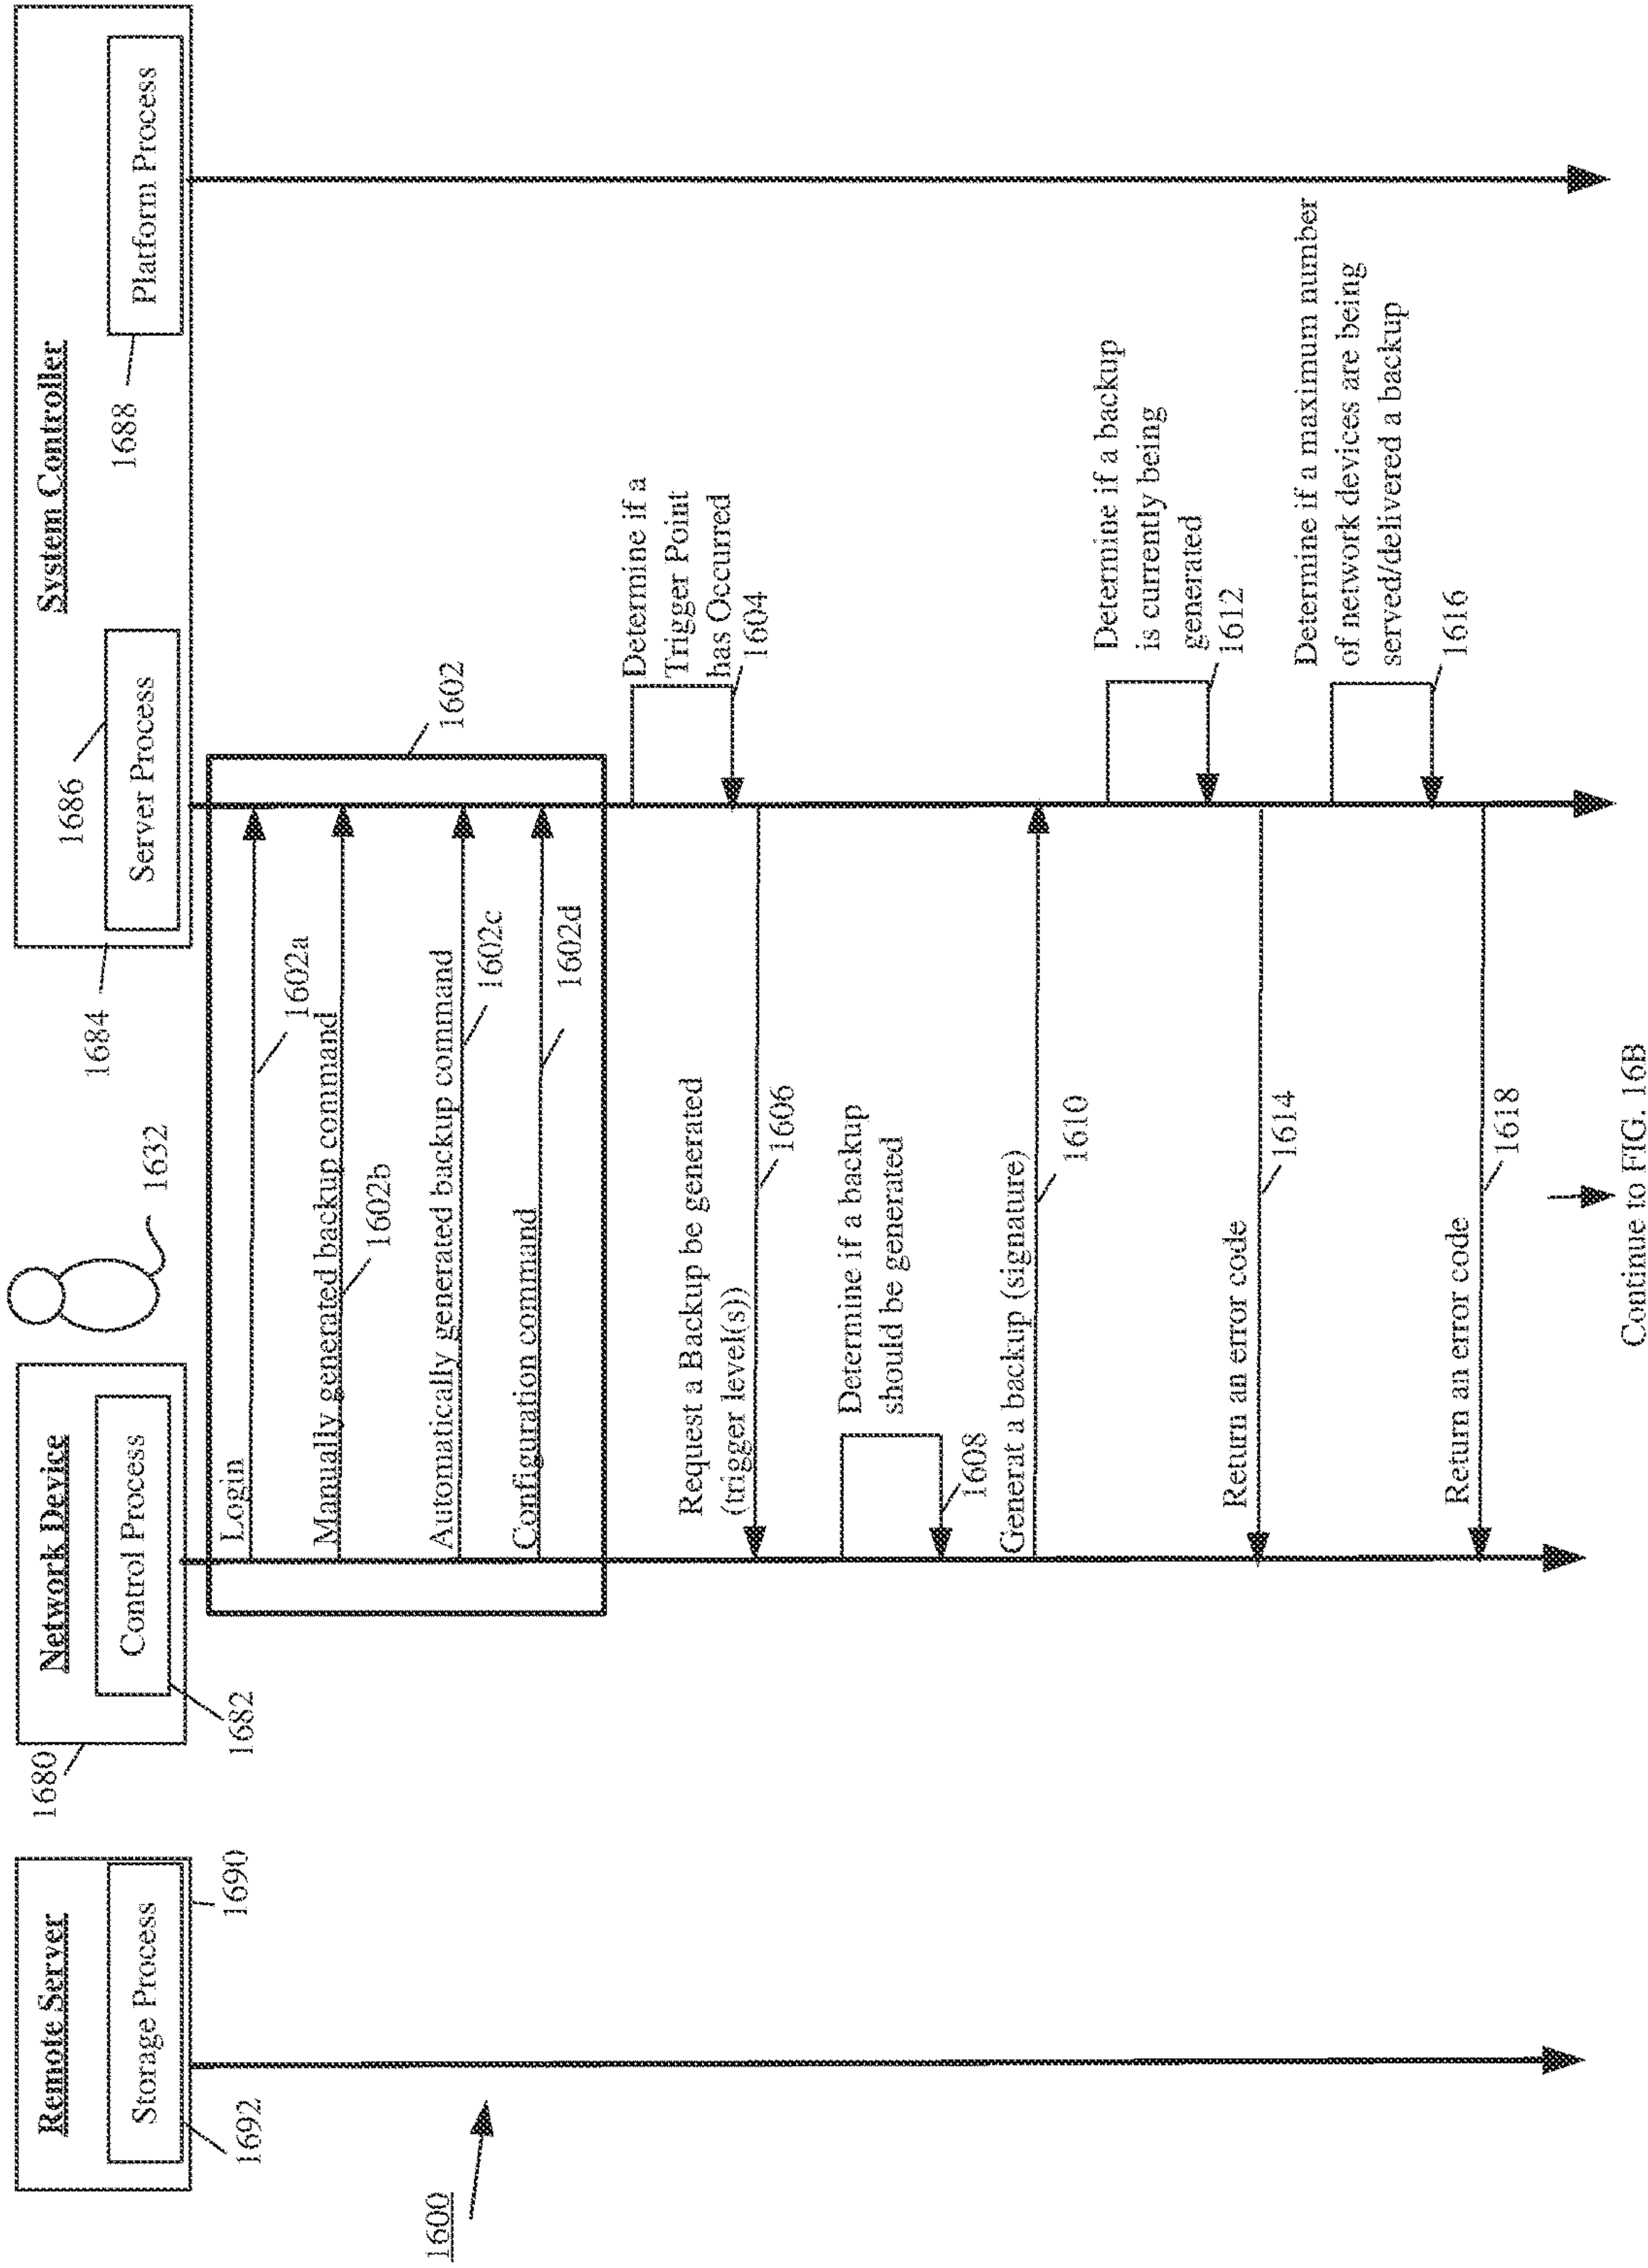 Remote Server
Storage Process
1692
1690
1680
Network Device
Control Process
1682
1632
1684
System Controller
1686
Server Process
1688
Platform Process
1600
1602
Login
1602a
Manually generated backup command
1602b
Automatically generated backup command
1602c
Configuration command
1602d
Determine if a
Trigger Point
has Occurred
1604
Request a Backup be generated
(trigger level(s))
1606
Determine if a backup
should be generated
1608
Generat a backup (signature)
1610
Determine if a backup
is currently being
generated
1612
Return an error code
1614
Determine if a maximum number
of network devices are being
served/delivered a backup
1616
Return an error code
1618
Continue to FIG. 16B